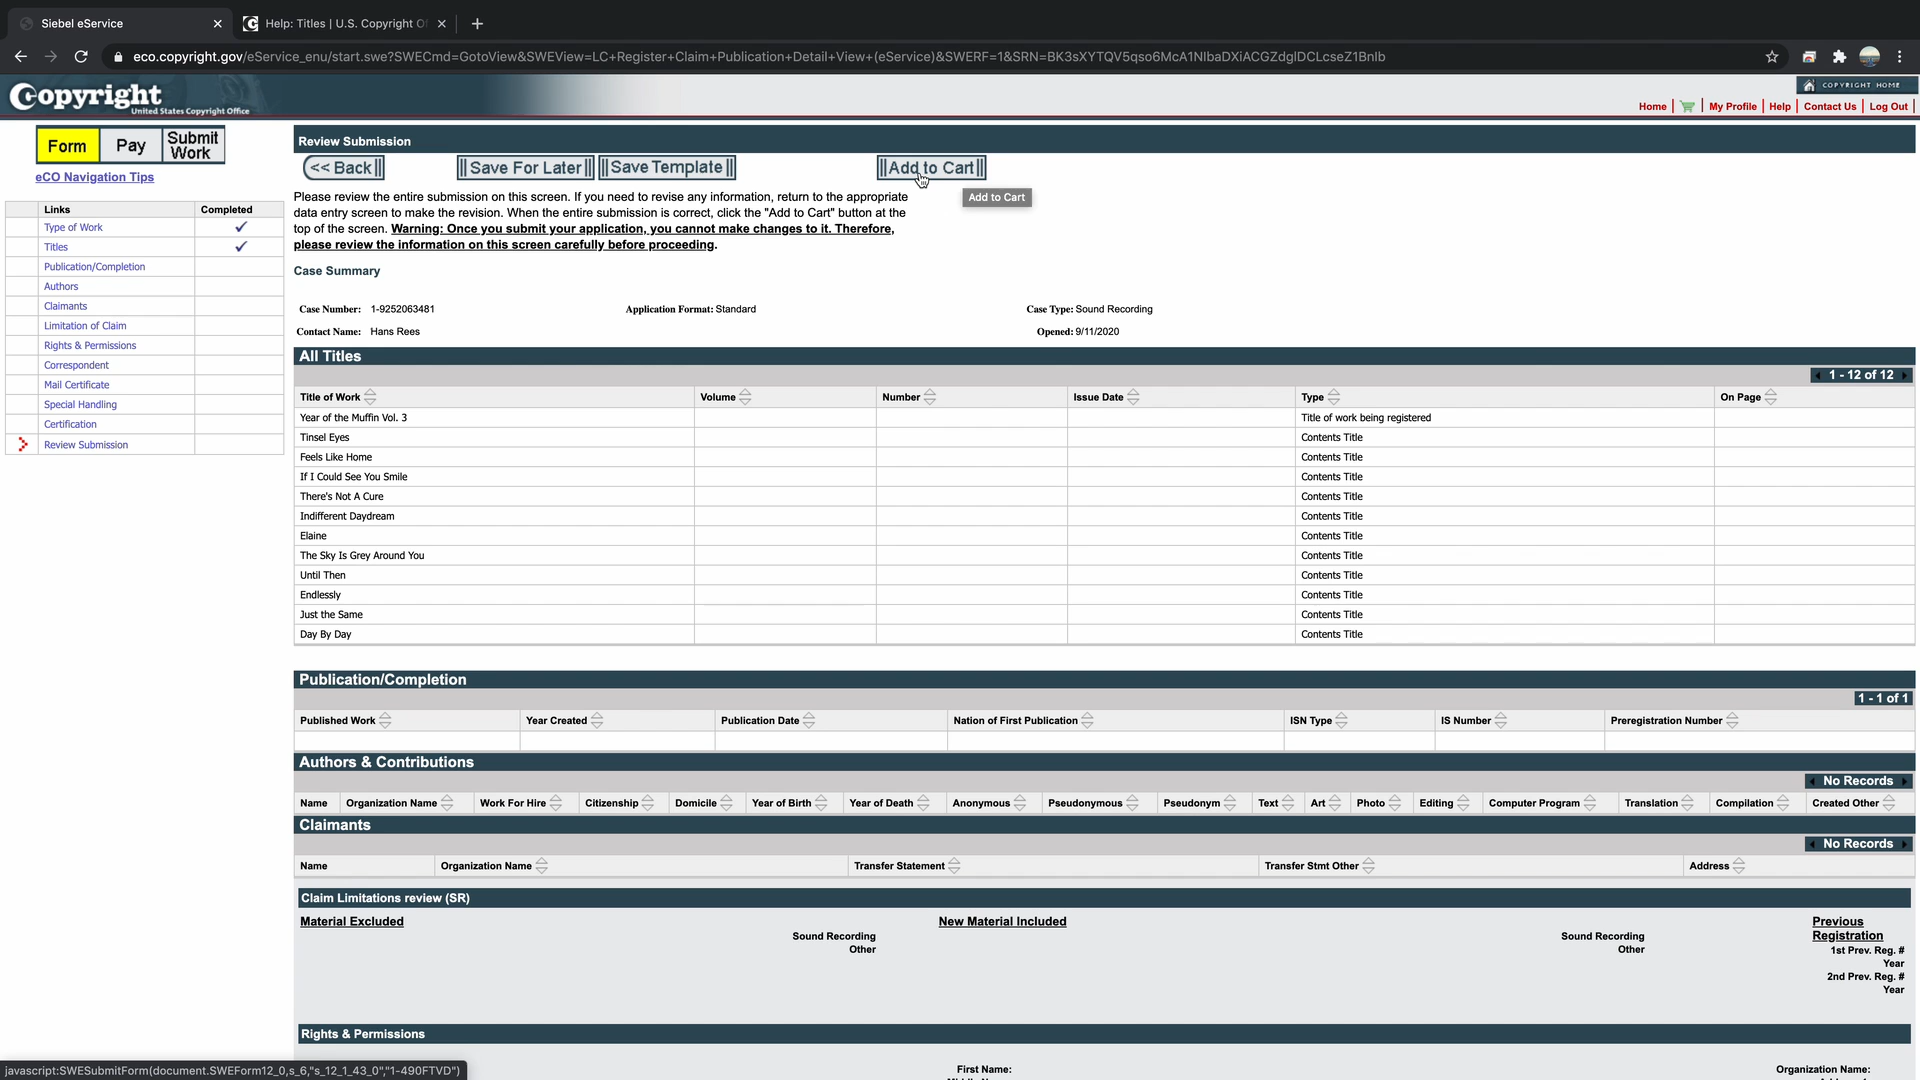 Siebel eService
Help: Titles | U.S. Copyright O
eco.copyright.gov/eService_enu/start.swe?SWECmd=GotoView&SWEView=LC+Register+Claim+Publication+Detail+View+(eService)&SWERF=1&SRN=BK3sXYTQV5qso6McA1NIbaDXiACGZdglDCLcseZ1BnIb
Copyright
United States Copyright Office
COPYRIGHT HOME
Home | My Profile | Help | Contact Us | Log Out |
Form Pay Submit Work
eCO Navigation Tips
Links Completed
Type of Work
Titles
Publication/Completion
Authors
Claimants
Limitation of Claim
Rights & Permissions
Correspondent
Mail Certificate
Special Handling
Certification
Review Submission
Review Submission
<< Back Save For Later Save Template Add to Cart
Add to Cart
Please review the entire submission on this screen. If you need to revise any information, return to the appropriate
data entry screen to make the revision. When the entire submission is correct, click the "Add to Cart" button at the
top of the screen. Warning: Once you submit your application, you cannot make changes to it. Therefore,
please review the information on this screen carefully before proceeding.
Case Summary
Case Number: 1-9252063481 Application Format: Standard Case Type: Sound Recording
Contact Name: Hans Rees Opened: 9/11/2020
All Titles
1 - 12 of 12
Title of Work Volume Number Issue Date Type On Page
Year of the Muffin Vol. 3 Title of work being registered
Tinsel Eyes Contents Title
Feels Like Home Contents Title
If I Could See You Smile Contents Title
There's Not A Cure Contents Title
Indifferent Daydream Contents Title
Elaine Contents Title
The Sky Is Grey Around You Contents Title
Until Then Contents Title
Endlessly Contents Title
Just the Same Contents Title
Day By Day Contents Title
Publication/Completion
1 - 1 of 1
Published Work Year Created Publication Date Nation of First Publication ISN Type IS Number Preregistration Number
Authors & Contributions
No Records
Name Organization Name Work For Hire Citizenship Domicile Year of Birth Year of Death Anonymous Pseudonymous Pseudonym Text Art Photo Editing Computer Program Translation Compilation Created Other
Claimants
No Records
Name Organization Name Transfer Statement Transfer Stmt Other Address
Claim Limitations review (SR)
Material Excluded New Material Included Previous
Registration
Sound Recording Sound Recording
Other Other
1st Prev. Reg. #
Year
2nd Prev. Reg. #
Year
Rights & Permissions
First Name: Organization Name:
javascript:SWESubmitForm(document.SWEForm12_0,s_6,"s_12_1_43_0","1-490FTVD")